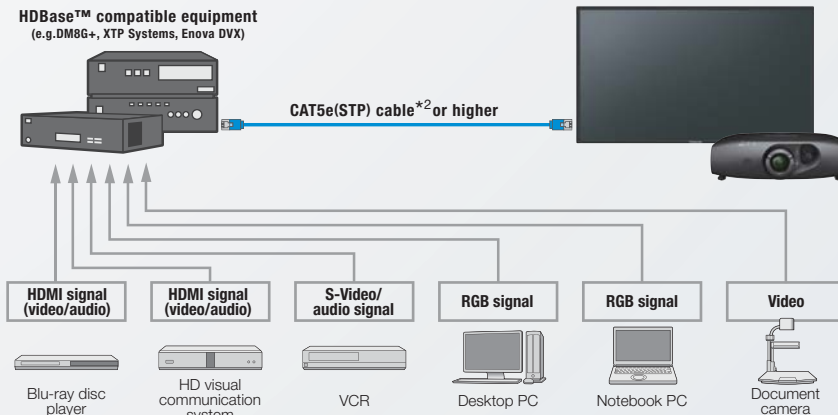 HDBase™ compatible equipment
(e.g.DM8G+, XTP Systems, Enova DVX)
CAT5e(STP) cable*2or higher
HDMI signal
(video/audio)
HDMI signal
(video/audio)
S-Video/
audio signal
RGB signal
RGB signal
Video
Blu-ray disc
player
HD visual
communication
system
VCR
Desktop PC
Notebook PC
Document
camera